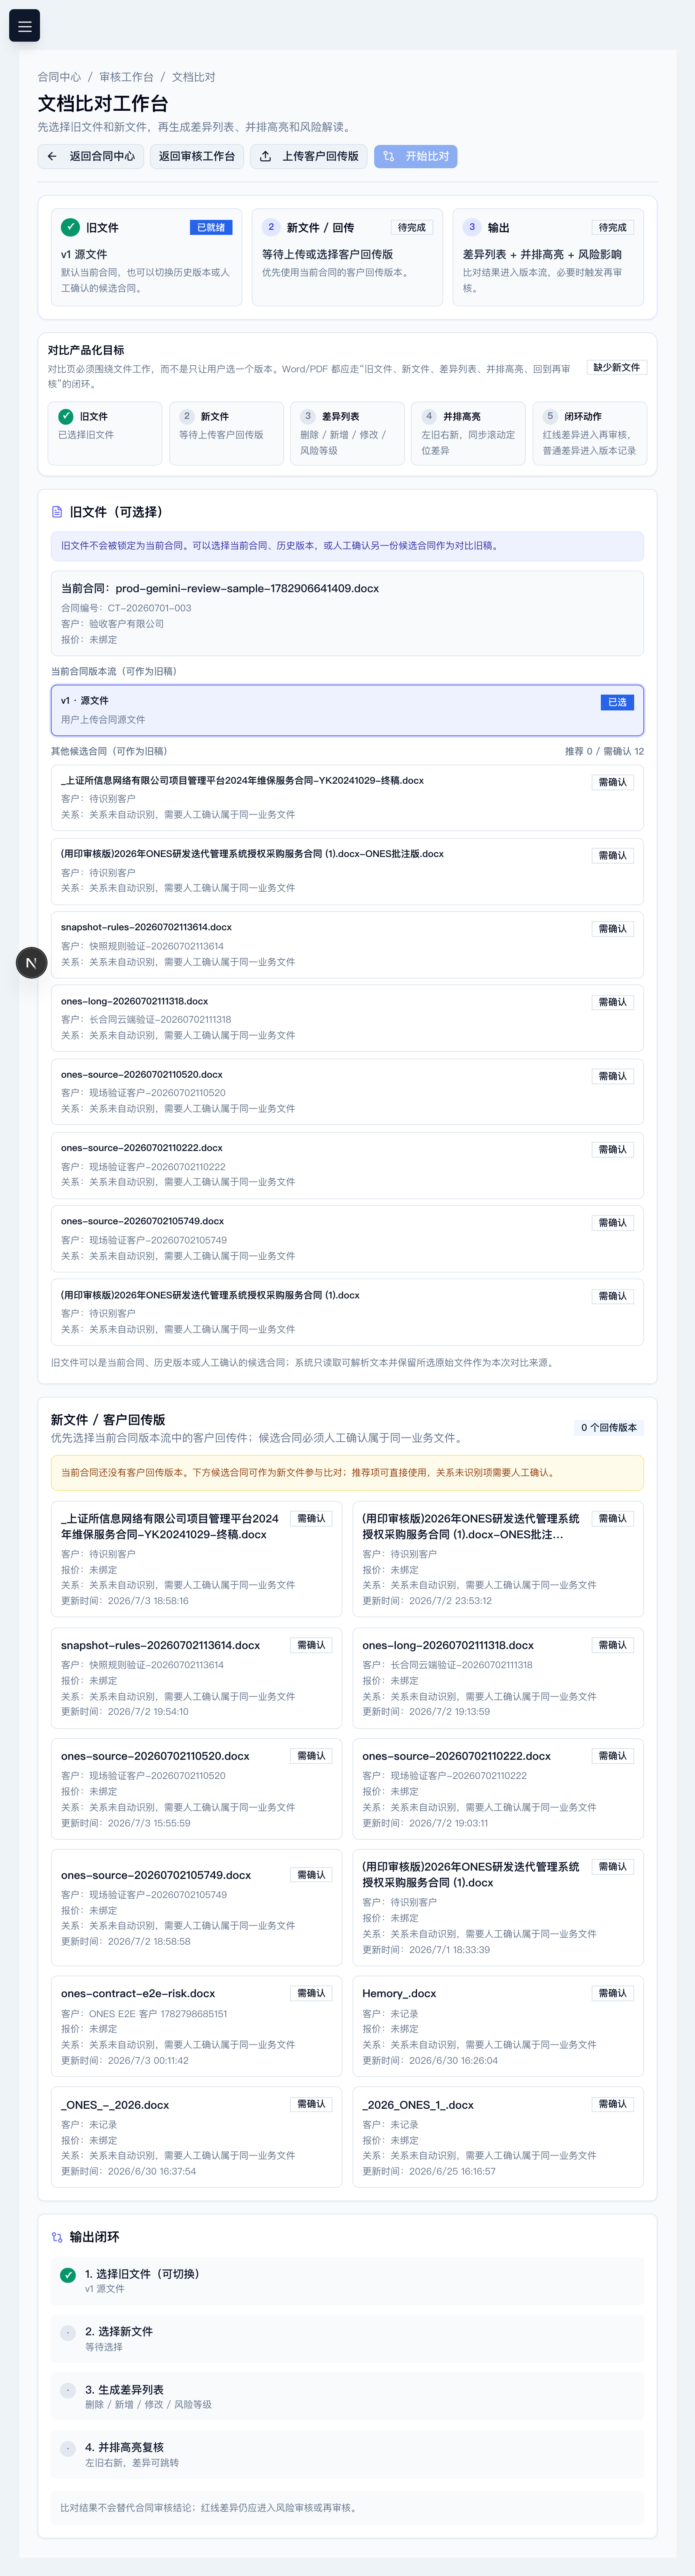 合同中心 / 审核工作台 / 文档比对
文档比对工作台
先选择旧文件和新文件，再生成差异列表、并排高亮和风险解读。
返回合同中心 返回审核工作台 上传客户回传版 开始比对
旧文件 已就绪
v1 源文件
默认当前合同，也可以切换历史版本或人
工确认的候选合同。
2 新文件 / 回传 待完成
等待上传或选择客户回传版
优先使用当前合同的客户回传版本。
3 输出 待完成
差异列表 + 并排高亮 + 风险影响
比对结果进入版本流，必要时触发再审
核。
对比产品化目标
对比页必须围绕文件工作，而不是只让用户选一个版本。Word/PDF 都应走“旧文件、新文件、差异列表、并排高亮、回到再审
核”的闭环。
缺少新文件
旧文件
已选择旧文件
2 新文件
等待上传客户回传版
3 差异列表
删除 / 新增 / 修改 /
风险等级
4 并排高亮
左旧右新，同步滚动定
位差异
5 闭环动作
红线差异进入再审核，
普通差异进入版本记录
旧文件（可选择）
旧文件不会被锁定为当前合同。可以选择当前合同、历史版本，或人工确认另一份候选合同作为对比旧稿。
当前合同：prod-gemini-review-sample-1782906641409.docx
合同编号：CT-20260701-003
客户：验收客户有限公司
报价：未绑定
当前合同版本流（可作为旧稿）
v1 · 源文件 已选
用户上传合同源文件
其他候选合同（可作为旧稿） 推荐 0 / 需确认 12
_上证所信息网络有限公司项目管理平台2024年维保服务合同-YK20241029-终稿.docx 需确认
客户：待识别客户
关系：关系未自动识别，需要人工确认属于同一业务文件
(用印审核版)2026年ONES研发迭代管理系统授权采购服务合同 (1).docx-ONES批注版.docx 需确认
客户：待识别客户
关系：关系未自动识别，需要人工确认属于同一业务文件
snapshot-rules-20260702113614.docx 需确认
客户：快照规则验证-20260702113614
关系：关系未自动识别，需要人工确认属于同一业务文件
ones-long-20260702111318.docx 需确认
客户：长合同云端验证-20260702111318
关系：关系未自动识别，需要人工确认属于同一业务文件
ones-source-20260702110520.docx 需确认
客户：现场验证客户-20260702110520
关系：关系未自动识别，需要人工确认属于同一业务文件
ones-source-20260702110222.docx 需确认
客户：现场验证客户-20260702110222
关系：关系未自动识别，需要人工确认属于同一业务文件
ones-source-20260702105749.docx 需确认
客户：现场验证客户-20260702105749
关系：关系未自动识别，需要人工确认属于同一业务文件
(用印审核版)2026年ONES研发迭代管理系统授权采购服务合同 (1).docx 需确认
客户：待识别客户
关系：关系未自动识别，需要人工确认属于同一业务文件
旧文件可以是当前合同、历史版本或人工确认的候选合同；系统只读取可解析文本并保留所选原始文件作为本次对比来源。
N
新文件 / 客户回传版
优先选择当前合同版本流中的客户回传件；候选合同必须人工确认属于同一业务文件。
0 个回传版本
当前合同还没有客户回传版本。下方候选合同可作为新文件参与比对；推荐项可直接使用，关系未识别项需要人工确认。
_上证所信息网络有限公司项目管理平台2024
年维保服务合同-YK20241029-终稿.docx
需确认
客户：待识别客户
报价：未绑定
关系：关系未自动识别，需要人工确认属于同一业务文件
更新时间：2026/7/3 18:58:16
(用印审核版)2026年ONES研发迭代管理系统
授权采购服务合同 (1).docx-ONES批注...
需确认
客户：待识别客户
报价：未绑定
关系：关系未自动识别，需要人工确认属于同一业务文件
更新时间：2026/7/2 23:53:12
snapshot-rules-20260702113614.docx 需确认
客户：快照规则验证-20260702113614
报价：未绑定
关系：关系未自动识别，需要人工确认属于同一业务文件
更新时间：2026/7/2 19:54:10
ones-long-20260702111318.docx 需确认
客户：长合同云端验证-20260702111318
报价：未绑定
关系：关系未自动识别，需要人工确认属于同一业务文件
更新时间：2026/7/2 19:13:59
ones-source-20260702110520.docx 需确认
客户：现场验证客户-20260702110520
报价：未绑定
关系：关系未自动识别，需要人工确认属于同一业务文件
更新时间：2026/7/3 15:55:59
ones-source-20260702110222.docx 需确认
客户：现场验证客户-20260702110222
报价：未绑定
关系：关系未自动识别，需要人工确认属于同一业务文件
更新时间：2026/7/2 19:03:11
ones-source-20260702105749.docx 需确认
客户：现场验证客户-20260702105749
报价：未绑定
关系：关系未自动识别，需要人工确认属于同一业务文件
更新时间：2026/7/2 18:58:58
(用印审核版)2026年ONES研发迭代管理系统
授权采购服务合同 (1).docx
需确认
客户：待识别客户
报价：未绑定
关系：关系未自动识别，需要人工确认属于同一业务文件
更新时间：2026/7/1 18:33:39
ones-contract-e2e-risk.docx 需确认
客户：ONES E2E 客户 1782798685151
报价：未绑定
关系：关系未自动识别，需要人工确认属于同一业务文件
更新时间：2026/7/3 00:11:42
Hemory_.docx 需确认
客户：未记录
报价：未绑定
关系：关系未自动识别，需要人工确认属于同一业务文件
更新时间：2026/6/30 16:26:04
_ONES_-_2026.docx 需确认
客户：未记录
报价：未绑定
关系：关系未自动识别，需要人工确认属于同一业务文件
更新时间：2026/6/30 16:37:54
_2026_ONES_1_.docx 需确认
客户：未记录
报价：未绑定
关系：关系未自动识别，需要人工确认属于同一业务文件
更新时间：2026/6/25 16:16:57
输出闭环
1. 选择旧文件（可切换）
v1 源文件
2. 选择新文件
等待选择
3. 生成差异列表
删除 / 新增 / 修改 / 风险等级
4. 并排高亮复核
左旧右新，差异可跳转
比对结果不会替代合同审核结论；红线差异仍应进入风险审核或再审核。